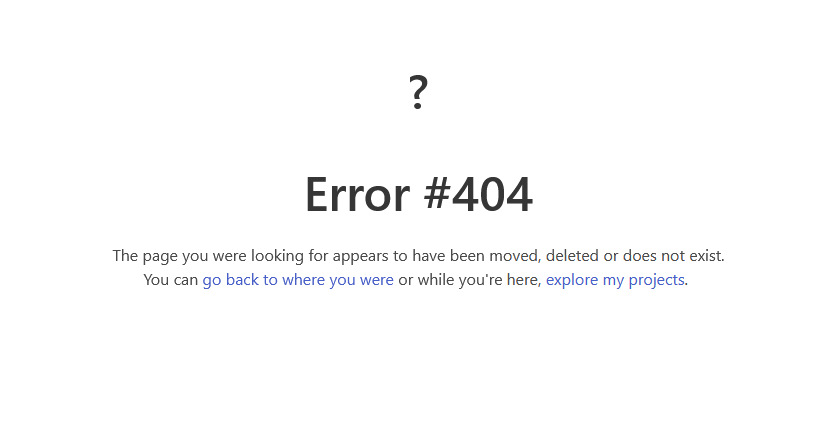 ?
Error #404
The page you were looking for appears to have been moved, deleted or does not exist.
You can go back to where you were or while you're here, explore my projects.